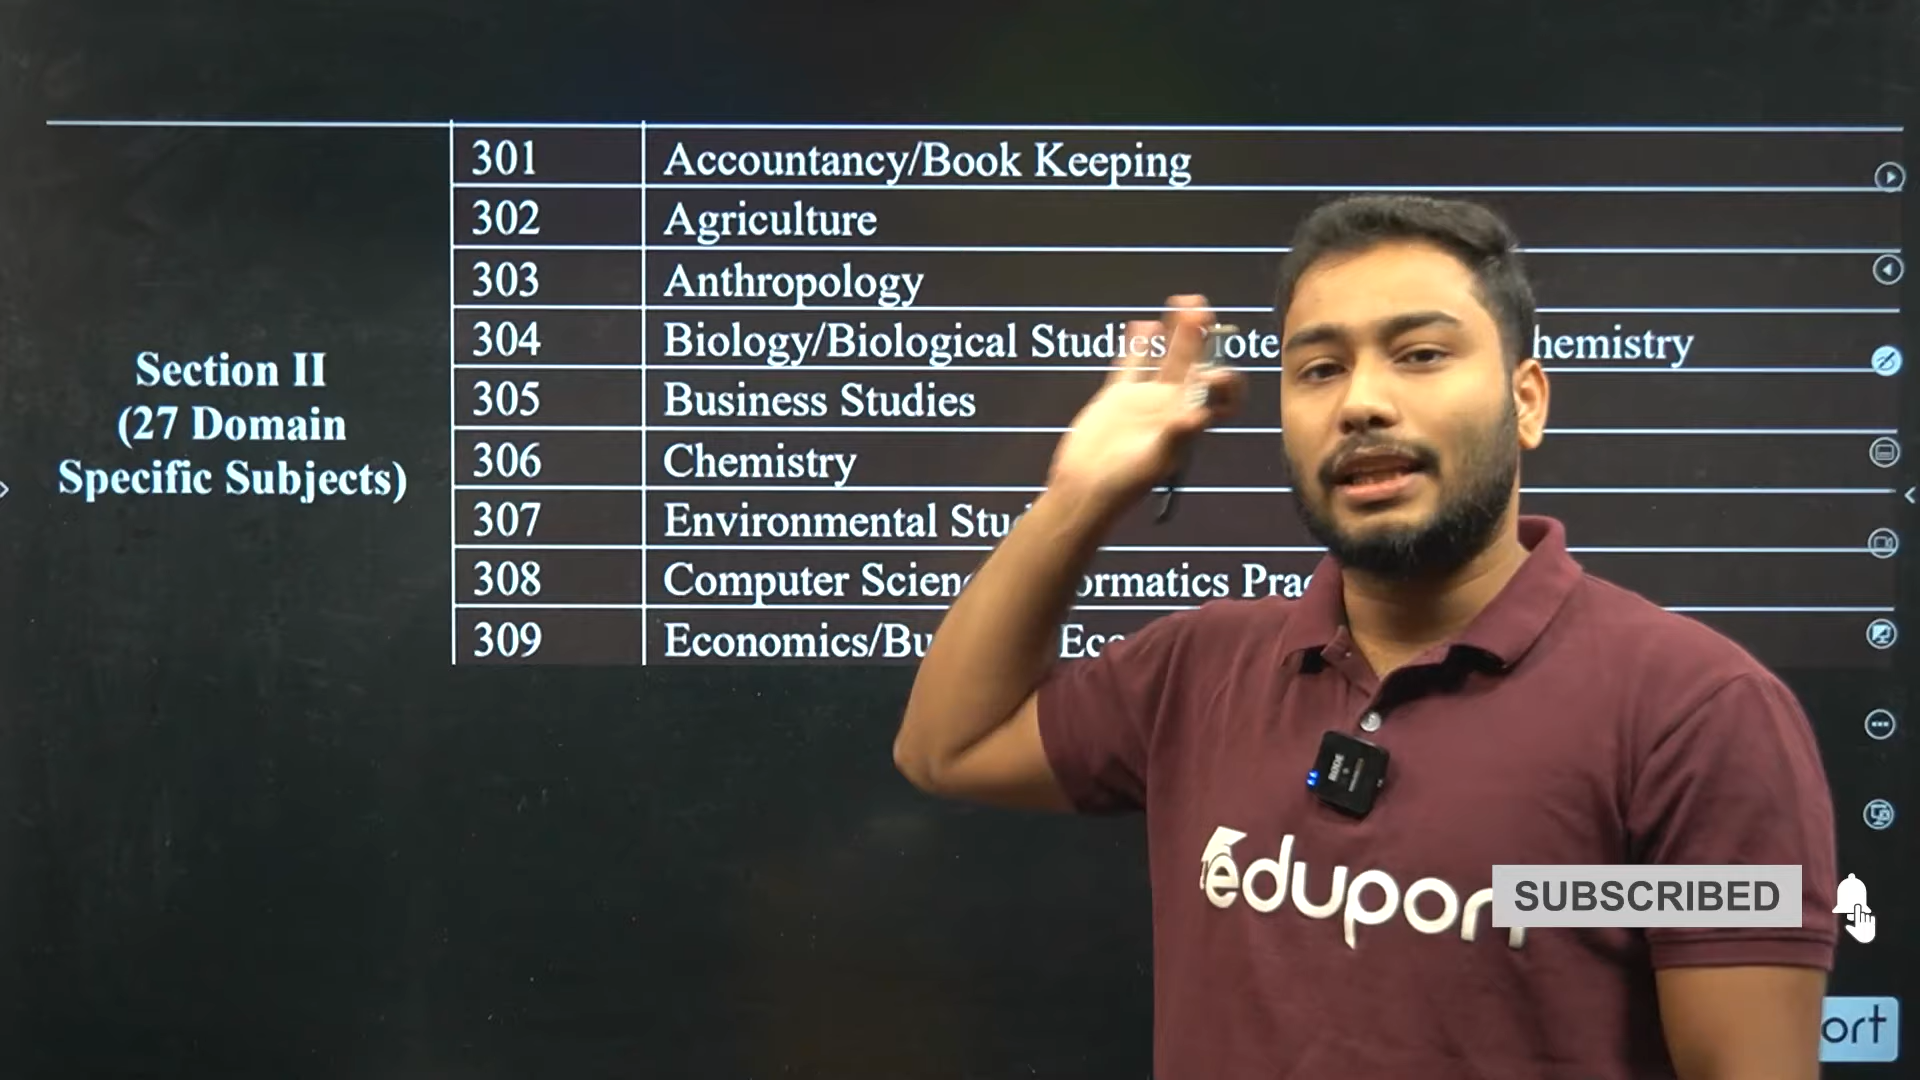 Section II
(27 Domain
Specific Subjects)
301 Accountancy/Book Keeping
302 Agriculture
303 Anthropology
304 Biology/Biological Studies hemistry
305 Business Studies
306 Chemistry
307 Environmental Stu
308 Computer Scien ormatics Prac
309 Economics/Bu Ec
RODE
edupor
SUBSCRIBED
ort